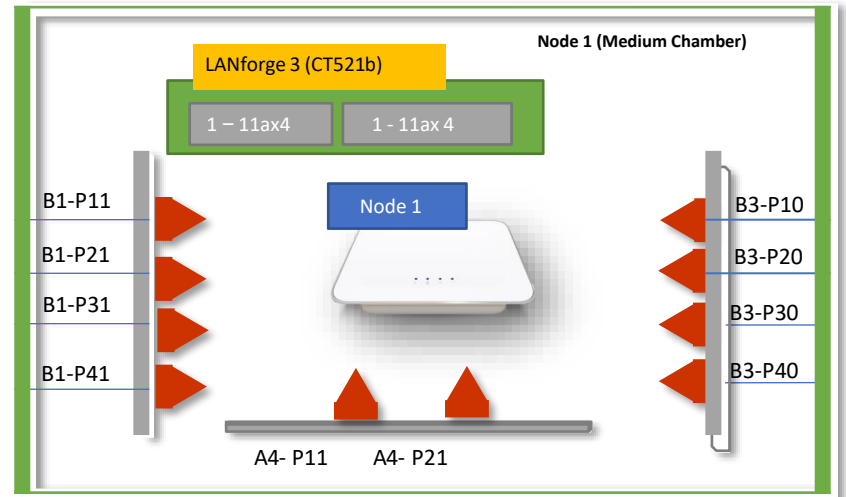 Node 1 (Medium Chamber)
LANforge 3 (CT521b)
1 – 11ax4
1 - 11ax 4
Node 1
B1-P11
B1-P21
B1-P31
B1-P41
B3-P10
B3-P20
B3-P30
B3-P40
A4- P11
A4- P21